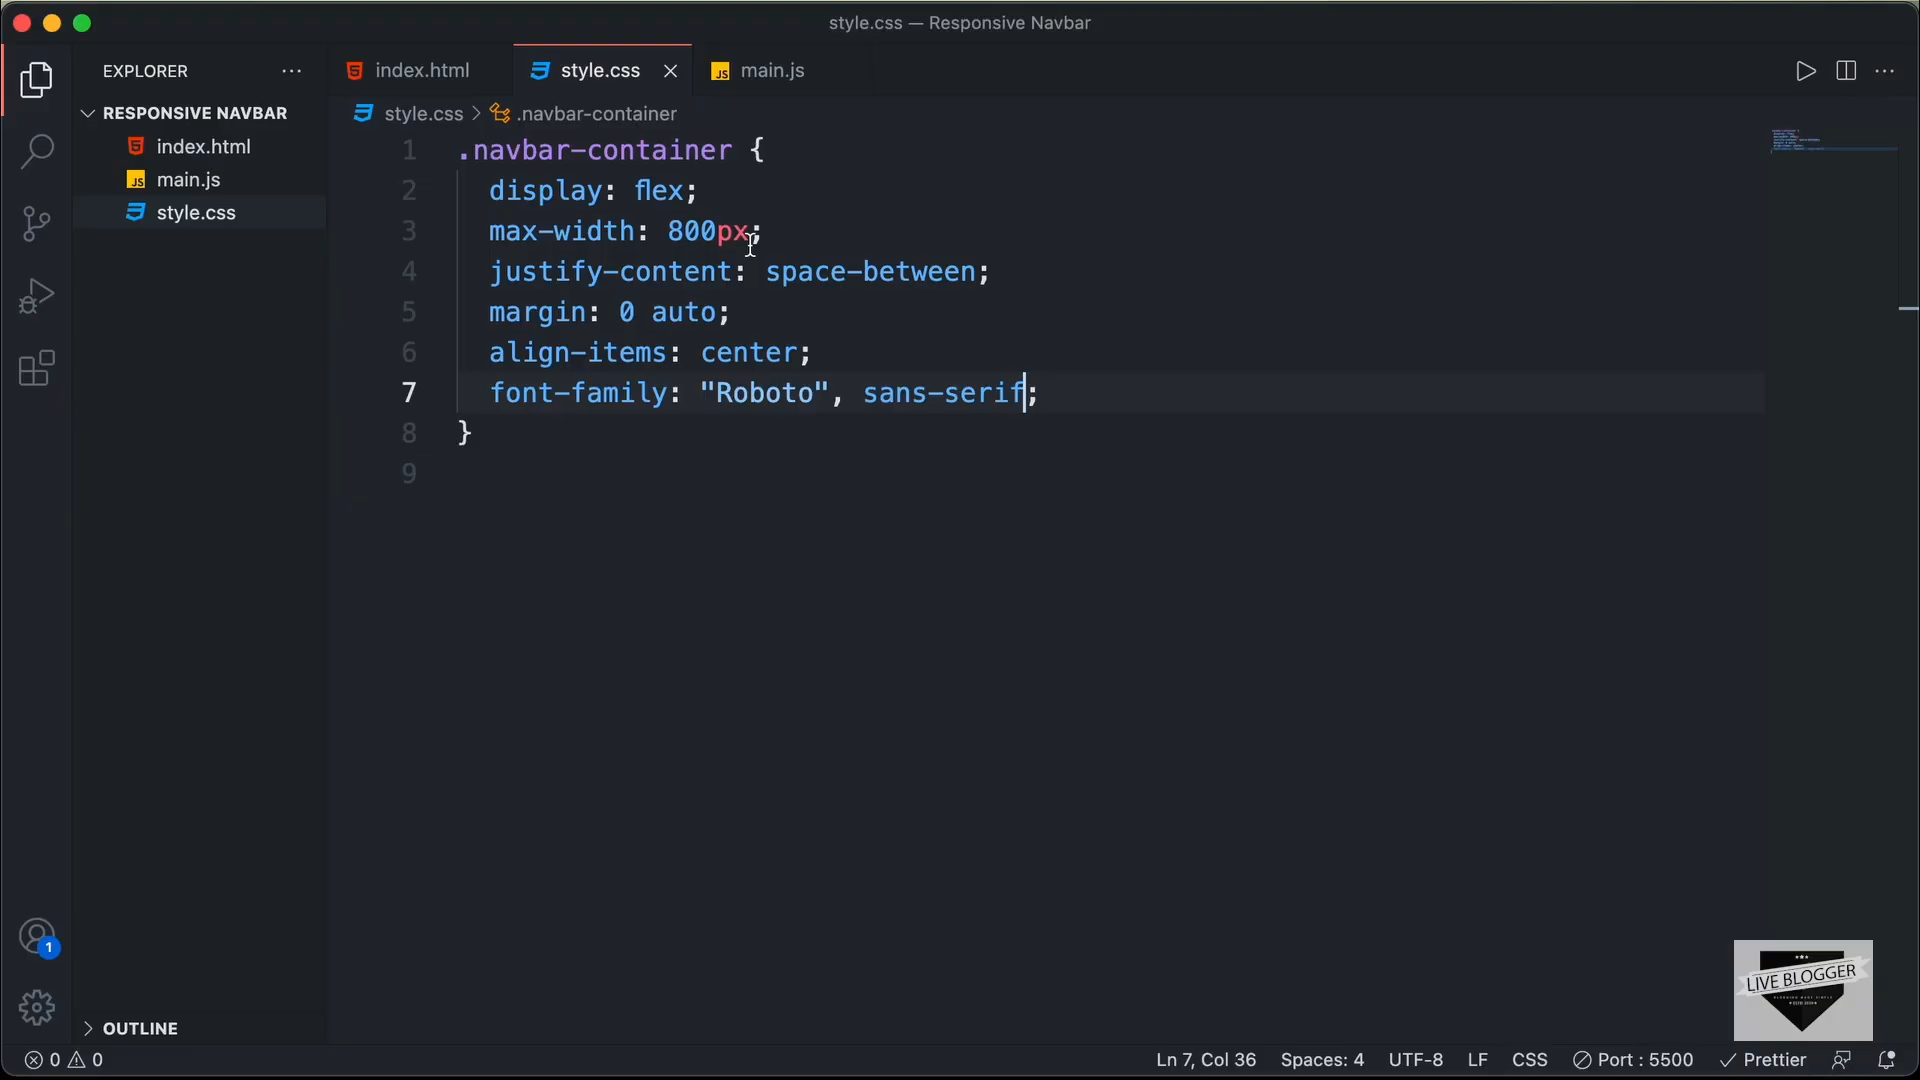 style.css — Responsive Navbar
EXPLORER
index.html
style.css
main.js
RESPONSIVE NAVBAR
index.html
main.js
style.css
style.css > .navbar-container
1 .navbar-container {
2 display: flex;
3 max-width: 800px;
4 justify-content: space-between;
5 margin: 0 auto;
6 align-items: center;
7 font-family: "Roboto", sans-serif;
8 }
9
1
OUTLINE
LIVE BLOGGER
0 0
Ln 7, Col 36 Spaces: 4 UTF-8 LF CSS Port : 5500 Prettier